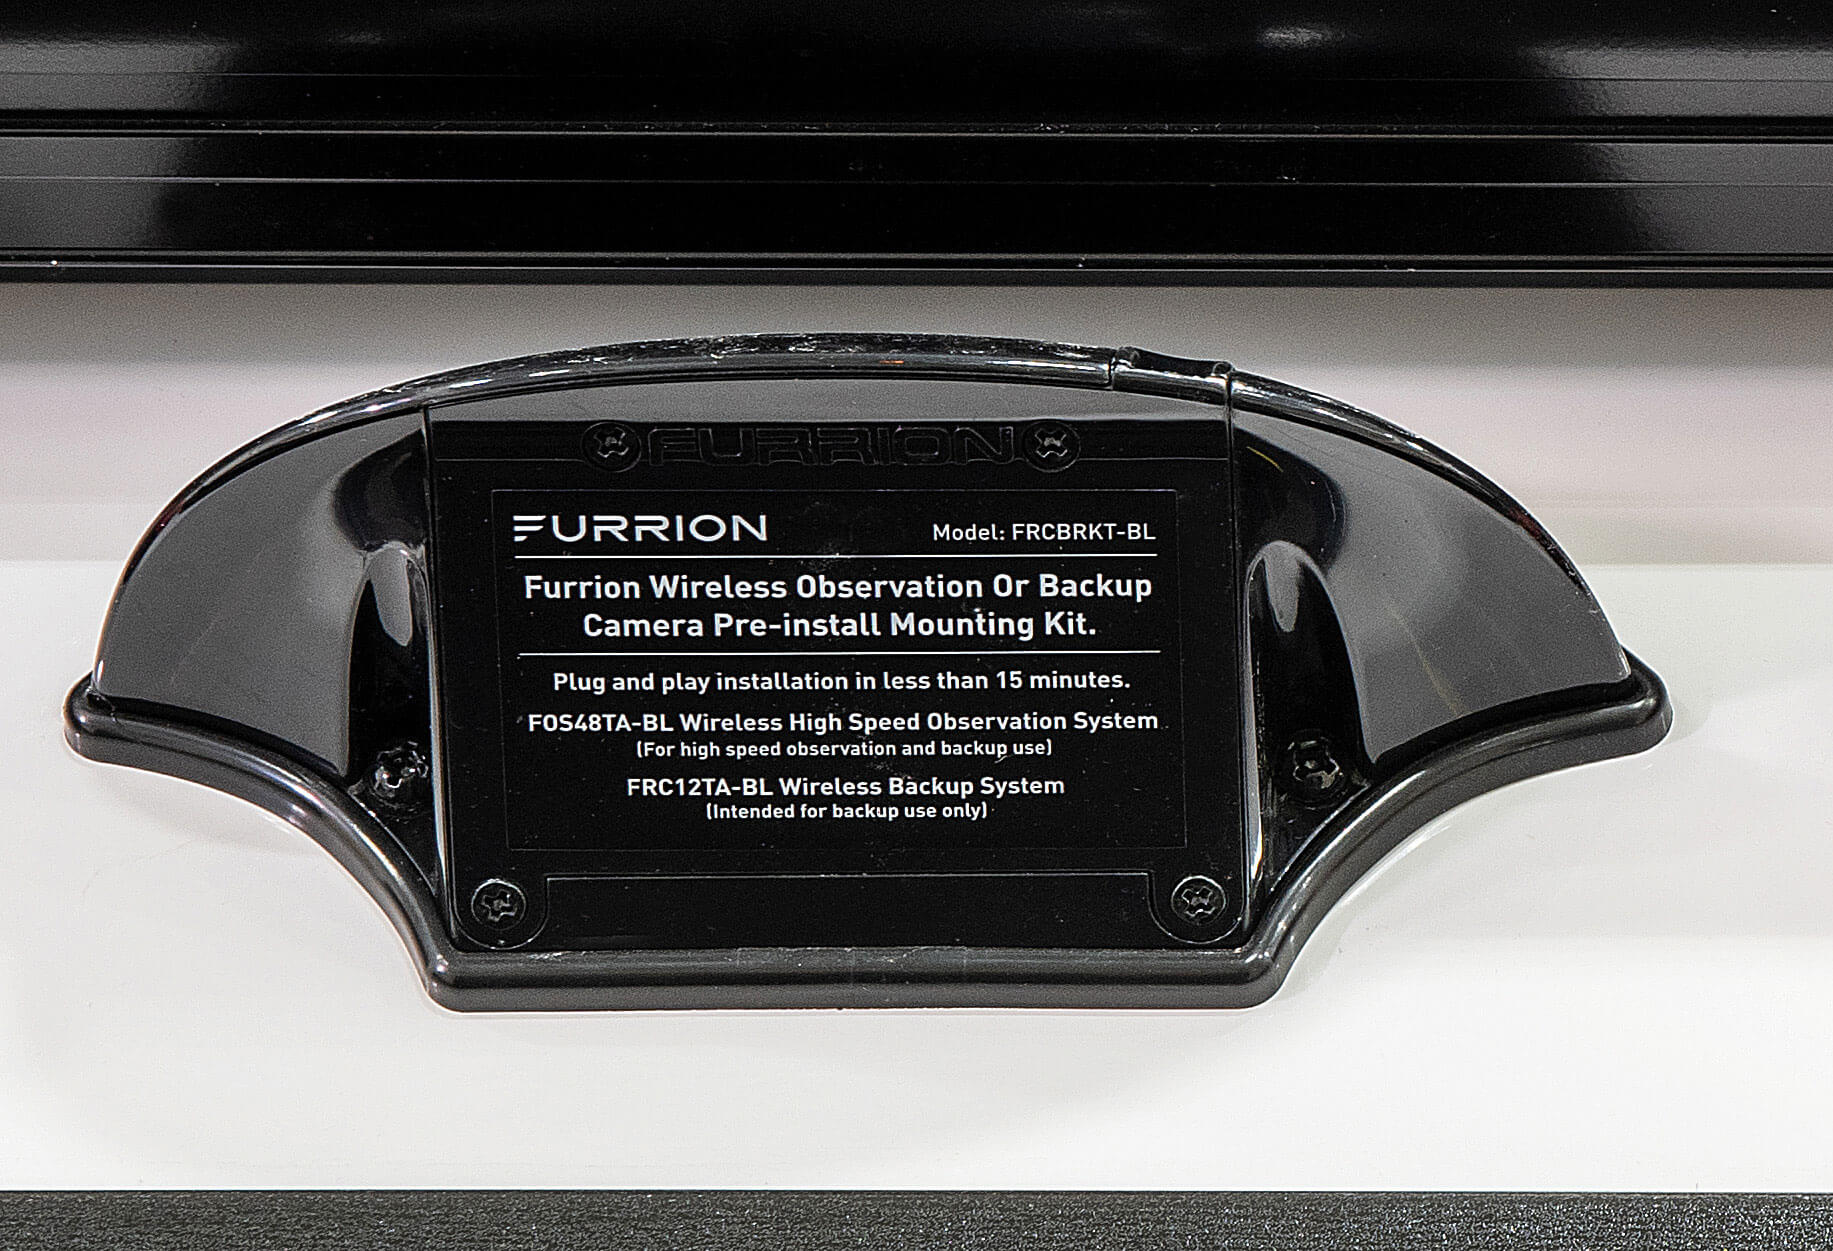 FURRION
FURRION Model: FRCBRKT-BL
Furrion Wireless Observation Or Backup
Camera Pre-install Mounting Kit.
Plug and play installation in less than 15 minutes.
FOS48TA-BL Wireless High Speed Observation System
(For high speed observation and backup use)
FRC12TA-BL Wireless Backup System
(Intended for backup use only)